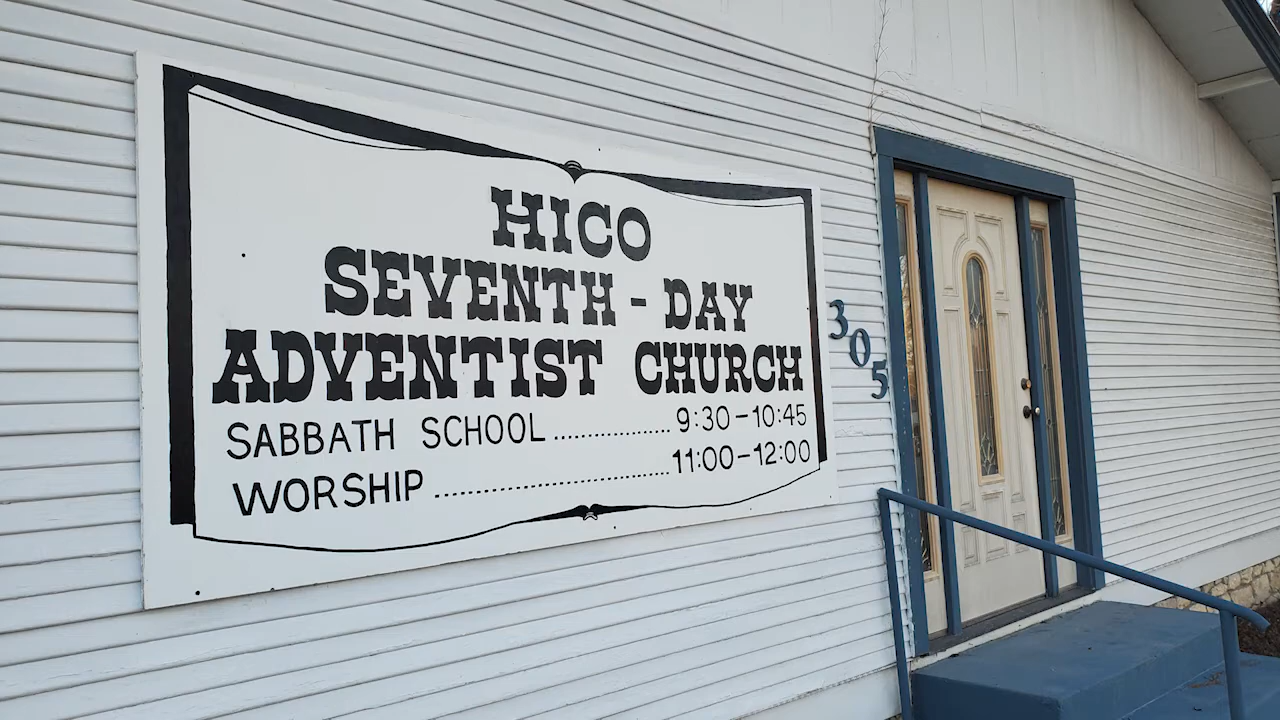 HICO
SEVENTH-DAY
ADVENTIST CHURCH
SABBATH SCHOOL ................ 9:30-10:45
WORSHIP ................................ 11:00-12:00
305